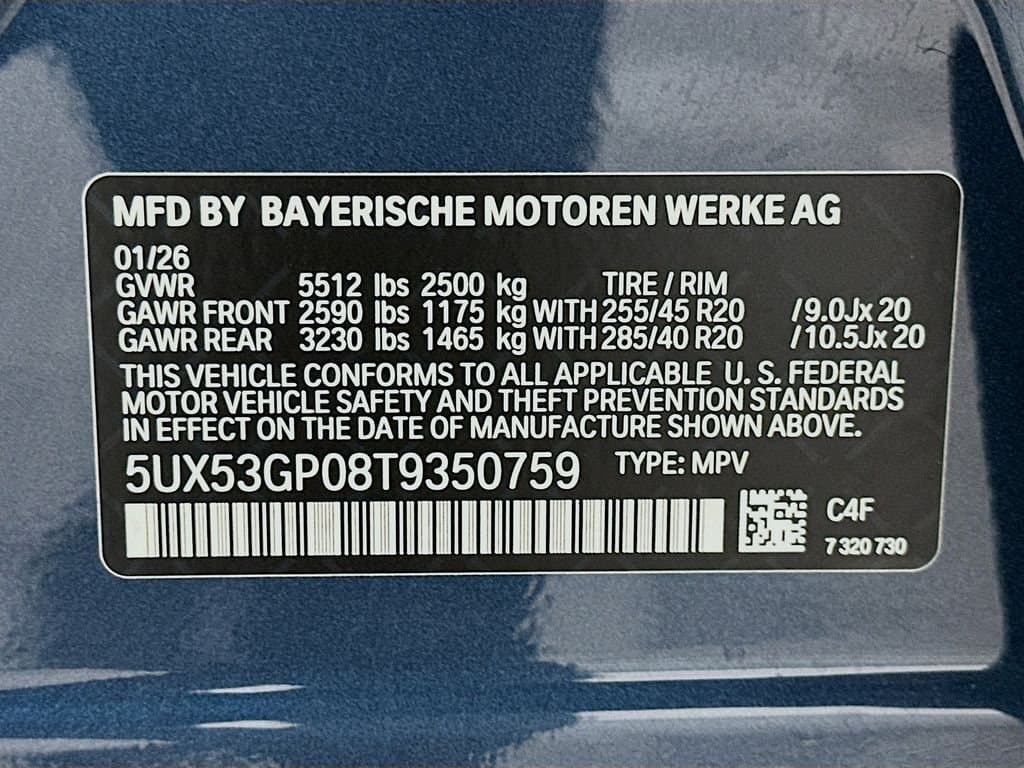 MFD BY BAYERISCHE MOTOREN WERKE AG
01/26
GVWR 5512 lbs 2500 kg TIRE / RIM
GAWR FRONT 2590 lbs 1175 kg WITH 255/45 R20 /9.0Jx 20
GAWR REAR 3230 lbs 1465 kg WITH 285/40 R20 /10.5Jx 20
THIS VEHICLE CONFORMS TO ALL APPLICABLE U. S. FEDERAL
MOTOR VEHICLE SAFETY AND THEFT PREVENTION STANDARDS
IN EFFECT ON THE DATE OF MANUFACTURE SHOWN ABOVE.
5UX53GP08T9350759 TYPE: MPV
C4F
7 320 730